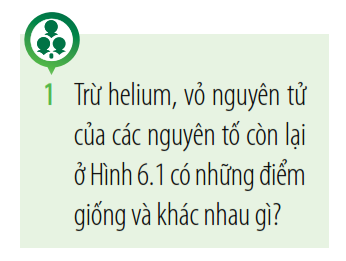 1 Trừ helium, vỏ nguyên tử
của các nguyên tố còn lại
ở Hình 6.1 có những điểm
giống và khác nhau gì?